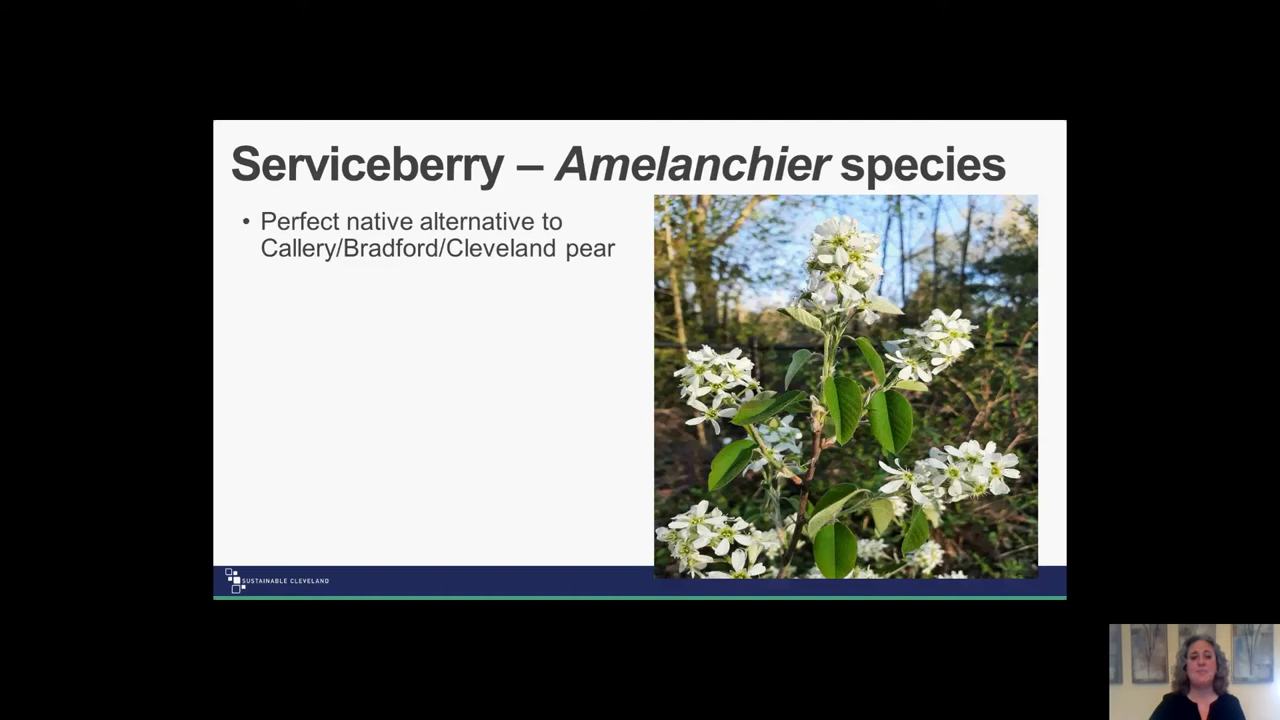 Serviceberry – Amelanchier species
• Perfect native alternative to
Callery/Bradford/Cleveland pear
SUSTAINABLE CLEVELAND